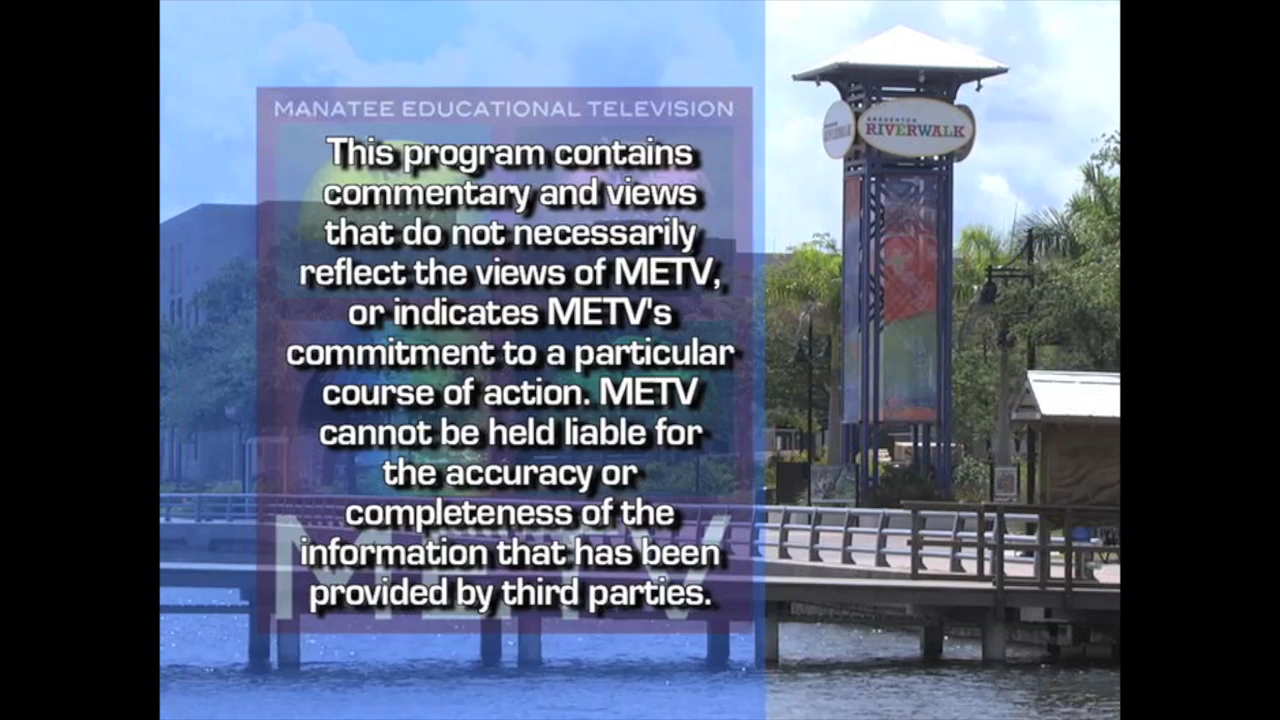 MANATEE EDUCATIONAL TELEVISION
This program contains
commentary and views
that do not necessarily
reflect the views of METV,
or indicates METV's
commitment to a particular
course of action. METV
cannot be held liable for
the accuracy or
completeness of the
information that has been
provided by third parties.
METV
BRADENTON
RIVERWALK